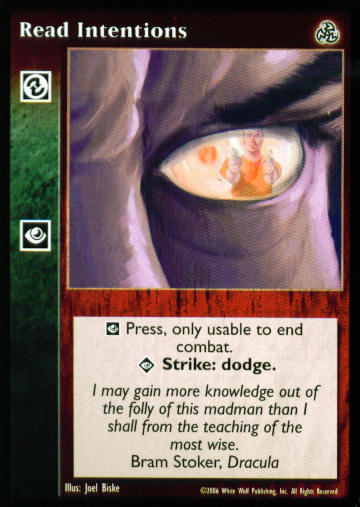 Read Intentions
Press, only usable to end
combat.
Strike: dodge.
I may gain more knowledge out of
the folly of this madman than I
shall from the teaching of the
most wise.
Bram Stoker, Dracula
Illus: Joel Biske
©2006 White Wolf Publishing, Inc. All Rights Reserved.